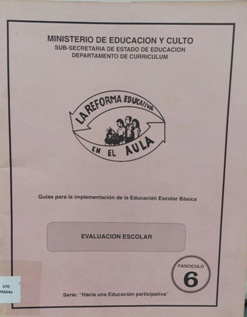 MINISTERIO DE EDUCACION Y CULTO
SUB-SECRETARIA DE ESTADO DE EDUCACION
DEPARTAMENTO DE CURRICULUM
LA REFORMA EDUCATIVA
EN EL AULA
Guías para la implementación de la Educación Escolar Básica
EVALUACION ESCOLAR
FASCICULO
6
Serie: "Hacia una Educación participativa"